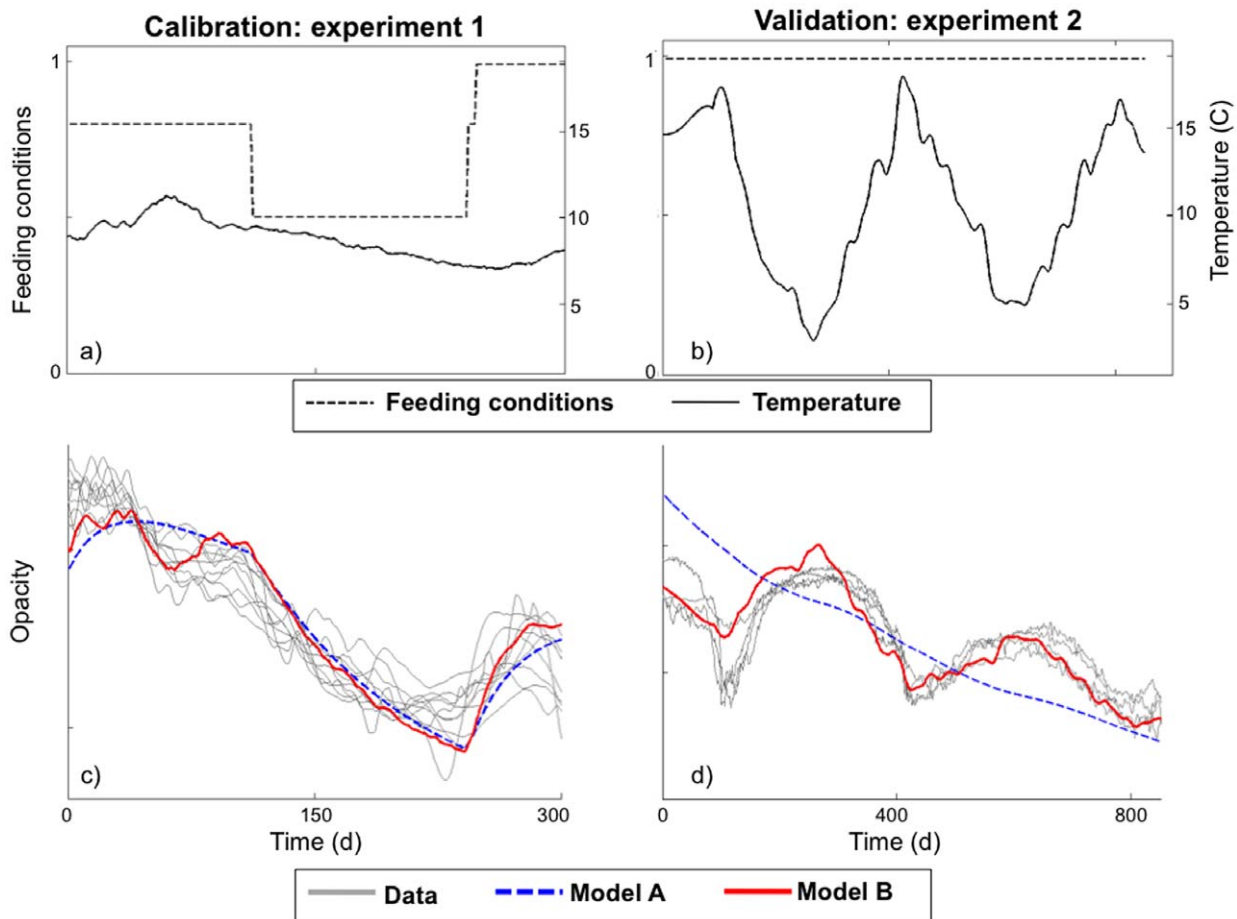 Calibration: experiment 1
Validation: experiment 2
Feeding conditions
1
0
15
10
5
a)
1
1
15
10
5
Temperature (C)
b)
Feeding conditions
Temperature
Opacity
c)
0
150
300
Time (d)
d)
0
400
800
Time (d)
Data
Model A
Model B